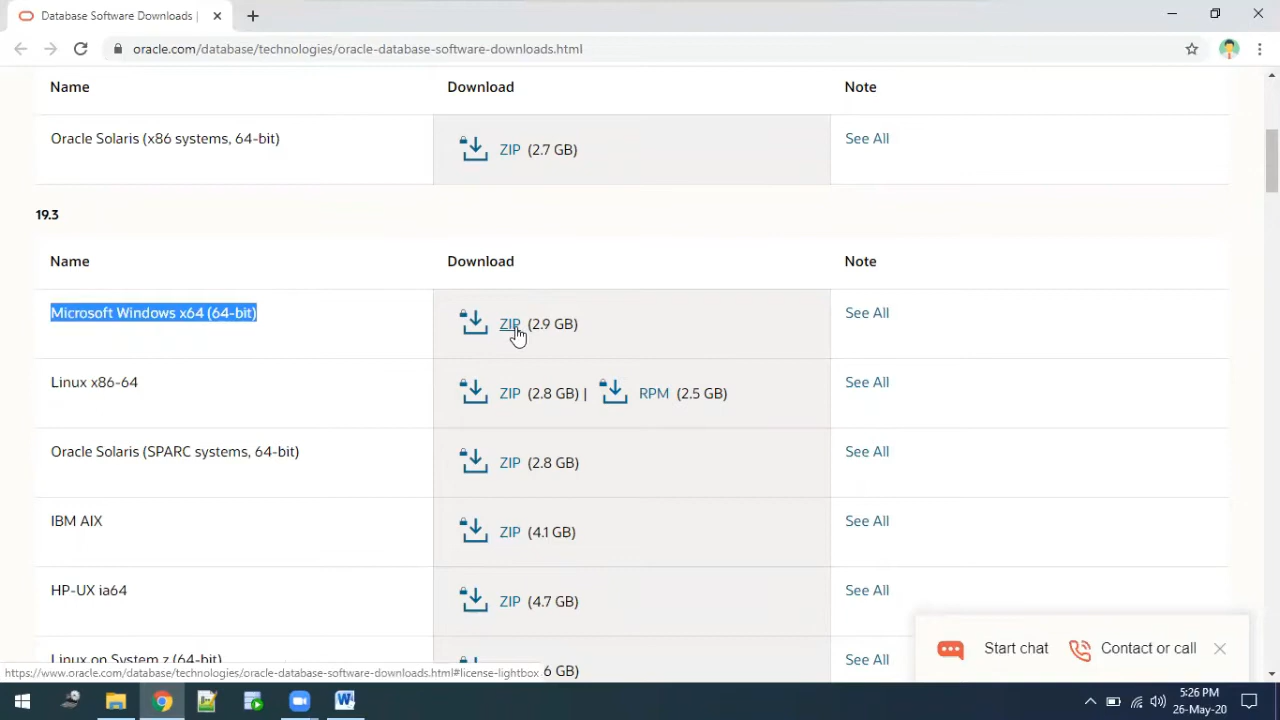 Database Software Downloads |
oracle.com/database/technologies/oracle-database-software-downloads.html
Name Download Note
Oracle Solaris (x86 systems, 64-bit) ZIP (2.7 GB) See All
19.3
Name Download Note
Microsoft Windows x64 (64-bit) ZIP (2.9 GB) See All
Linux x86-64 ZIP (2.8 GB) | RPM (2.5 GB) See All
Oracle Solaris (SPARC systems, 64-bit) ZIP (2.8 GB) See All
IBM AIX ZIP (4.1 GB) See All
HP-UX ia64 ZIP (4.7 GB) See All
Start chat Contact or call
Linux on System z (64-bit) 6 GB) See All
https://www.oracle.com/database/technologies/oracle-database-software-downloads.html#license-lightbox
5:26 PM
26-May-20